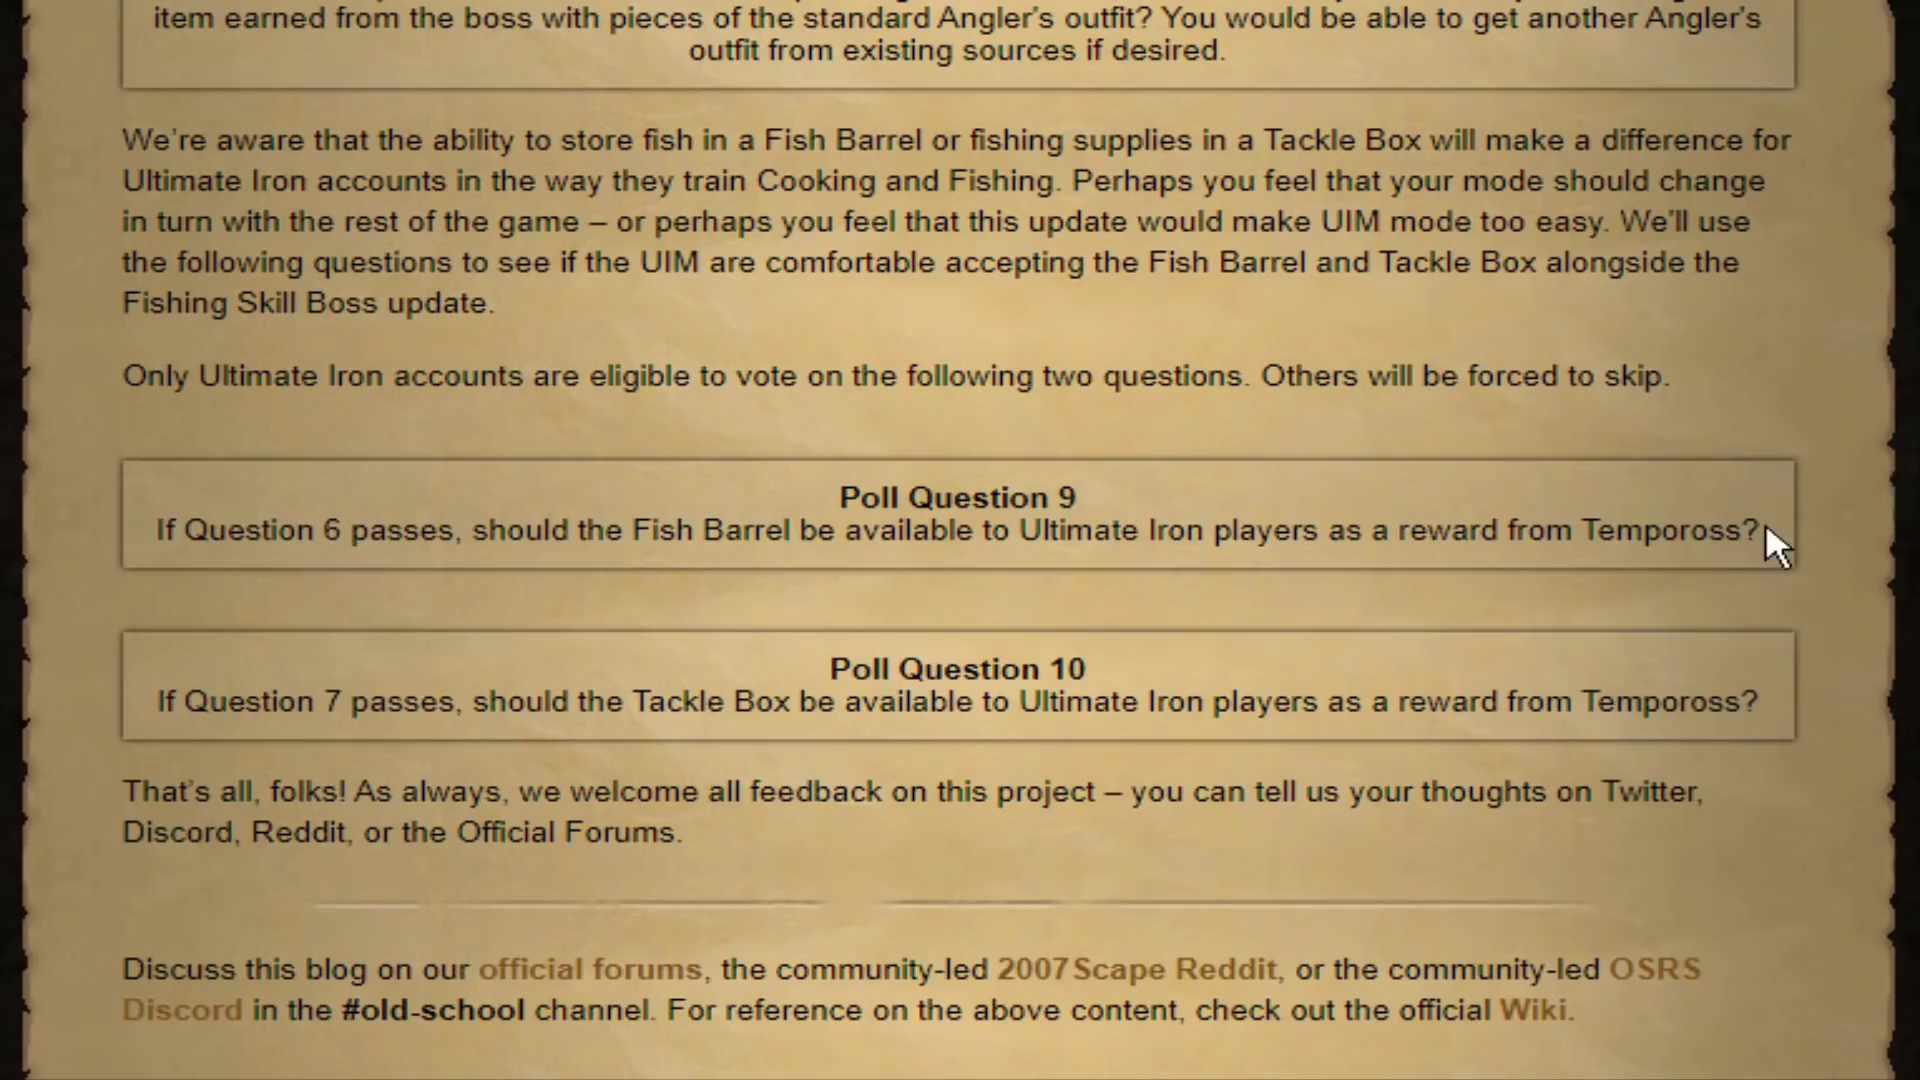 item earned from the boss with pieces of the standard Angler's outfit? You would be able to get another Angler's
outfit from existing sources if desired.
We're aware that the ability to store fish in a Fish Barrel or fishing supplies in a Tackle Box will make a difference for
Ultimate Iron accounts in the way they train Cooking and Fishing. Perhaps you feel that your mode should change
in turn with the rest of the game – or perhaps you feel that this update would make UIM mode too easy. We'll use
the following questions to see if the UIM are comfortable accepting the Fish Barrel and Tackle Box alongside the
Fishing Skill Boss update.
Only Ultimate Iron accounts are eligible to vote on the following two questions. Others will be forced to skip.
Poll Question 9
If Question 6 passes, should the Fish Barrel be available to Ultimate Iron players as a reward from Tempoross?
Poll Question 10
If Question 7 passes, should the Tackle Box be available to Ultimate Iron players as a reward from Tempoross?
That's all, folks! As always, we welcome all feedback on this project – you can tell us your thoughts on Twitter,
Discord, Reddit, or the Official Forums.
Discuss this blog on our official forums, the community-led 2007Scape Reddit, or the community-led OSRS
Discord in the #old-school channel. For reference on the above content, check out the official Wiki.